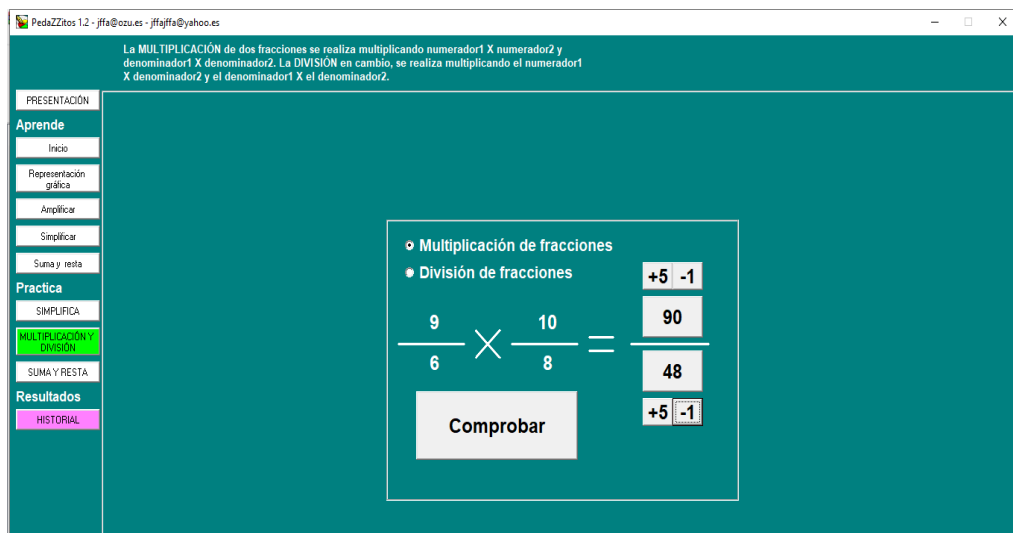 PedaZZitos 1.2 - jffa@ozu.es - jffajffa@yahoo.es
La MULTIPLICACIÓN de dos fracciones se realiza multiplicando numerador1 X numerador2 y
denominador1 X denominador2. La DIVISIÓN en cambio, se realiza multiplicando el numerador1
X denominador2 y el denominador1 X el denominador2.
PRESENTACIÓN
Aprende
Inicio
Representación
gráfica
Amplificar
Simplificar
Suma y resta
Practica
SIMPLIFICA
MULTIPLICACIÓN Y
DIVISIÓN
SUMA Y RESTA
Resultados
HISTORIAL
Multiplicación de fracciones
División de fracciones
+5 -1
9 10 90
6 8 48
+5 -1
Comprobar